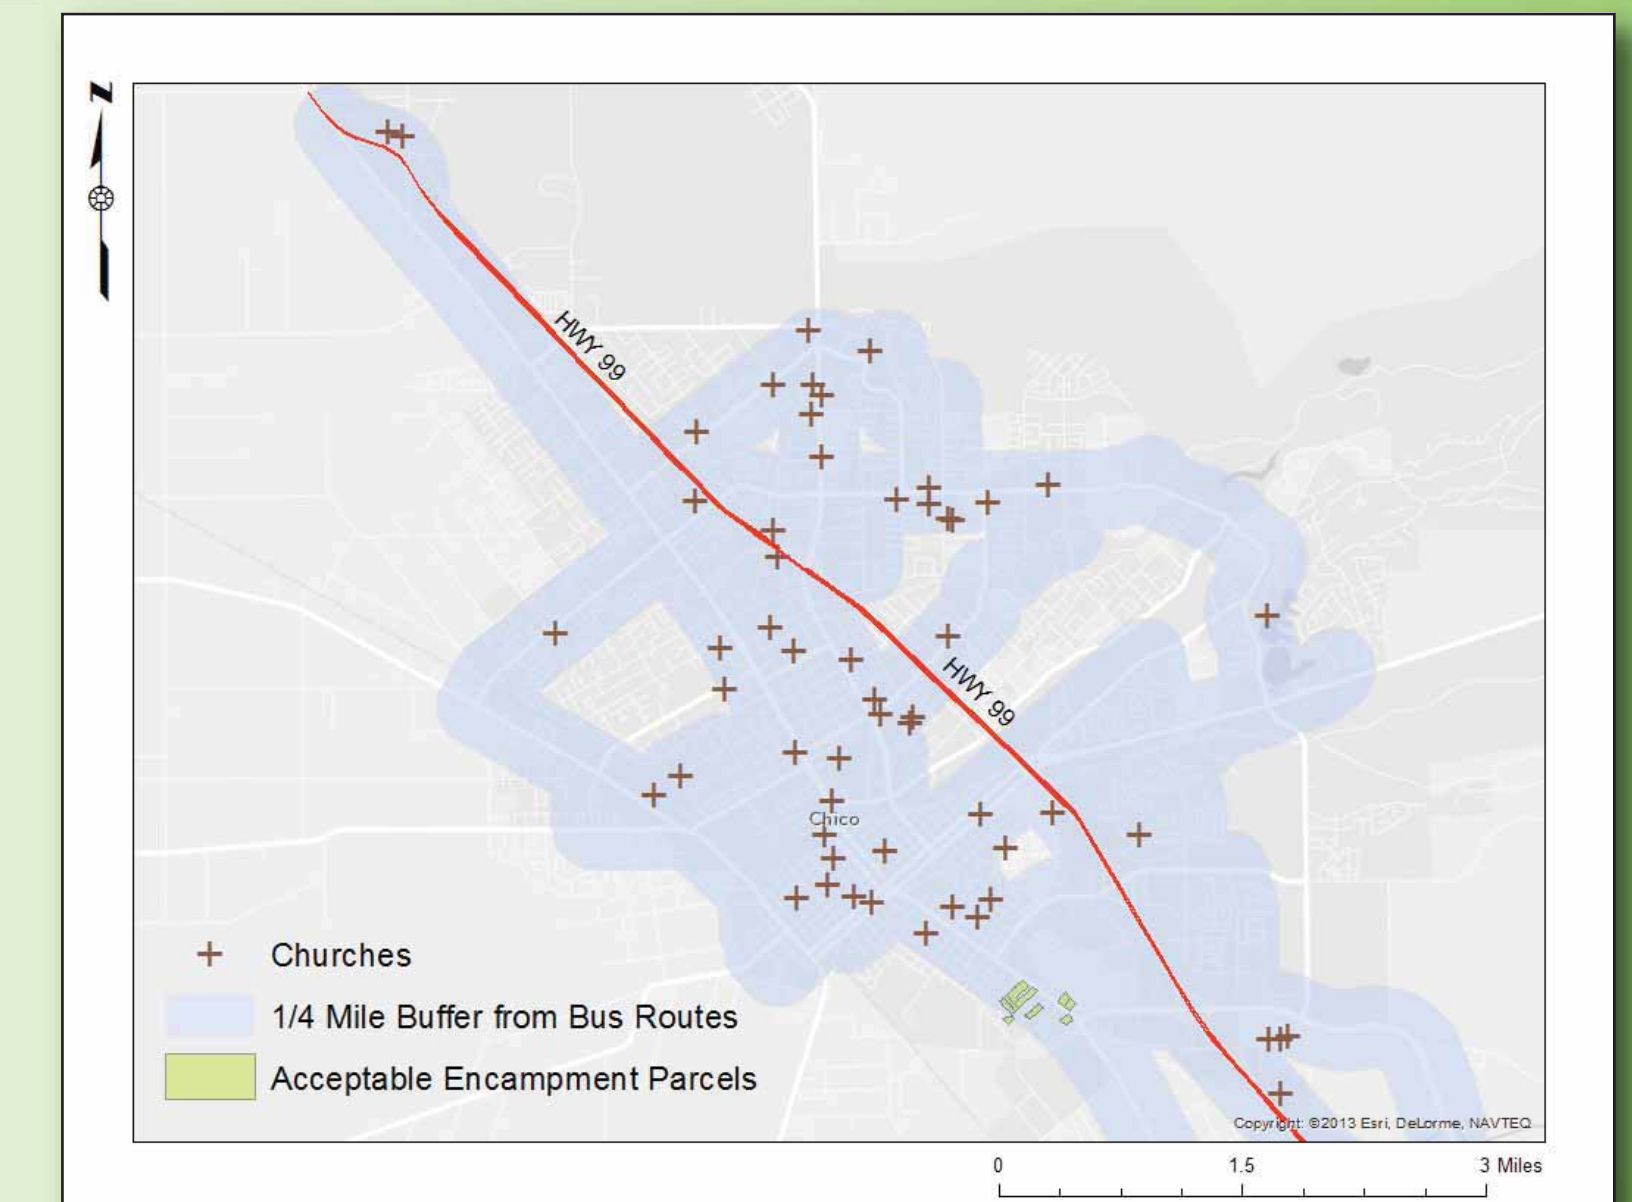 N
HWY 99
HWY 99
Chico
Churches
1/4 Mile Buffer from Bus Routes
Acceptable Encampment Parcels
Copyright: ©2013 Esri, DeLorme, NAVTEQ
0 1.5 3 Miles